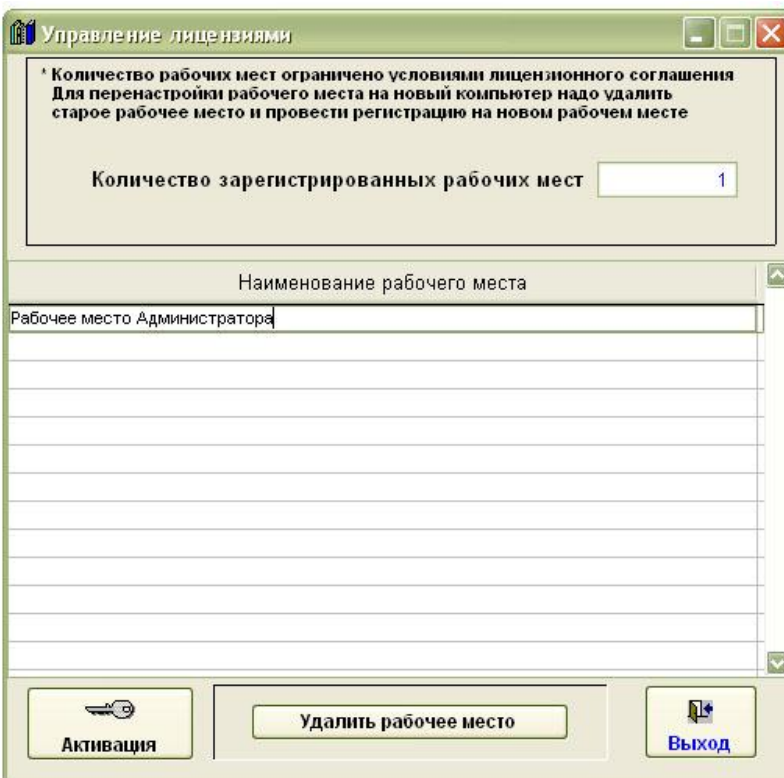 Управление лицензиями
* Количество рабочих мест ограничено условиями лицензионного соглашения
Для перенастройки рабочего места на новый компьютер надо удалить
старое рабочее место и провести регистрацию на новом рабочем месте
Количество зарегистрированных рабочих мест 1
Наименование рабочего места
Рабочее место Администратора
Удалить рабочее место
Активация
Выход